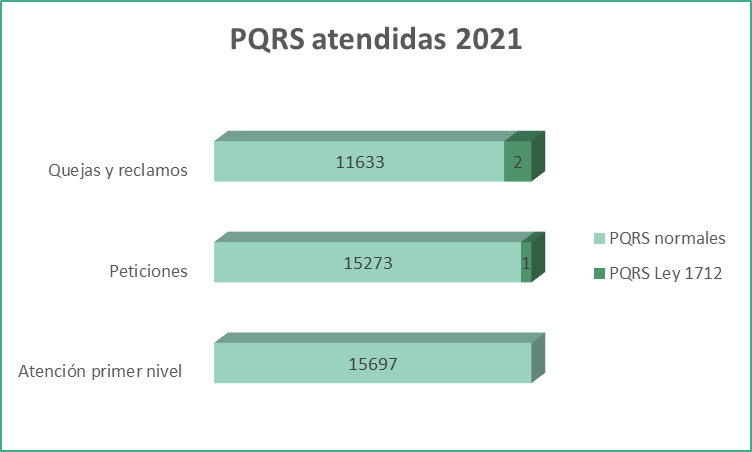 PQRS atendidas 2021
Quejas y reclamos
11633
2
Peticiones
15273
1
Atención primer nivel
15697
PQRS normales
PQRS Ley 1712